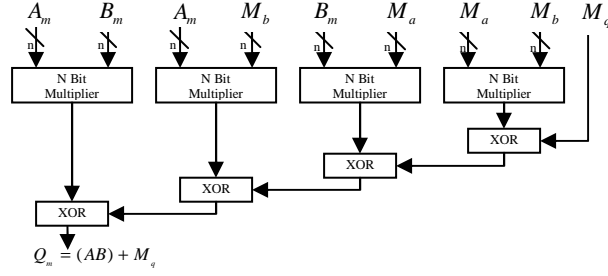 A_m B_m A_m M_b B_m M_a M_a M_b M_q
n n n n n n n n
N Bit Multiplier N Bit Multiplier N Bit Multiplier N Bit Multiplier
XOR
XOR
XOR
XOR
Q_m = (AB) + M_q